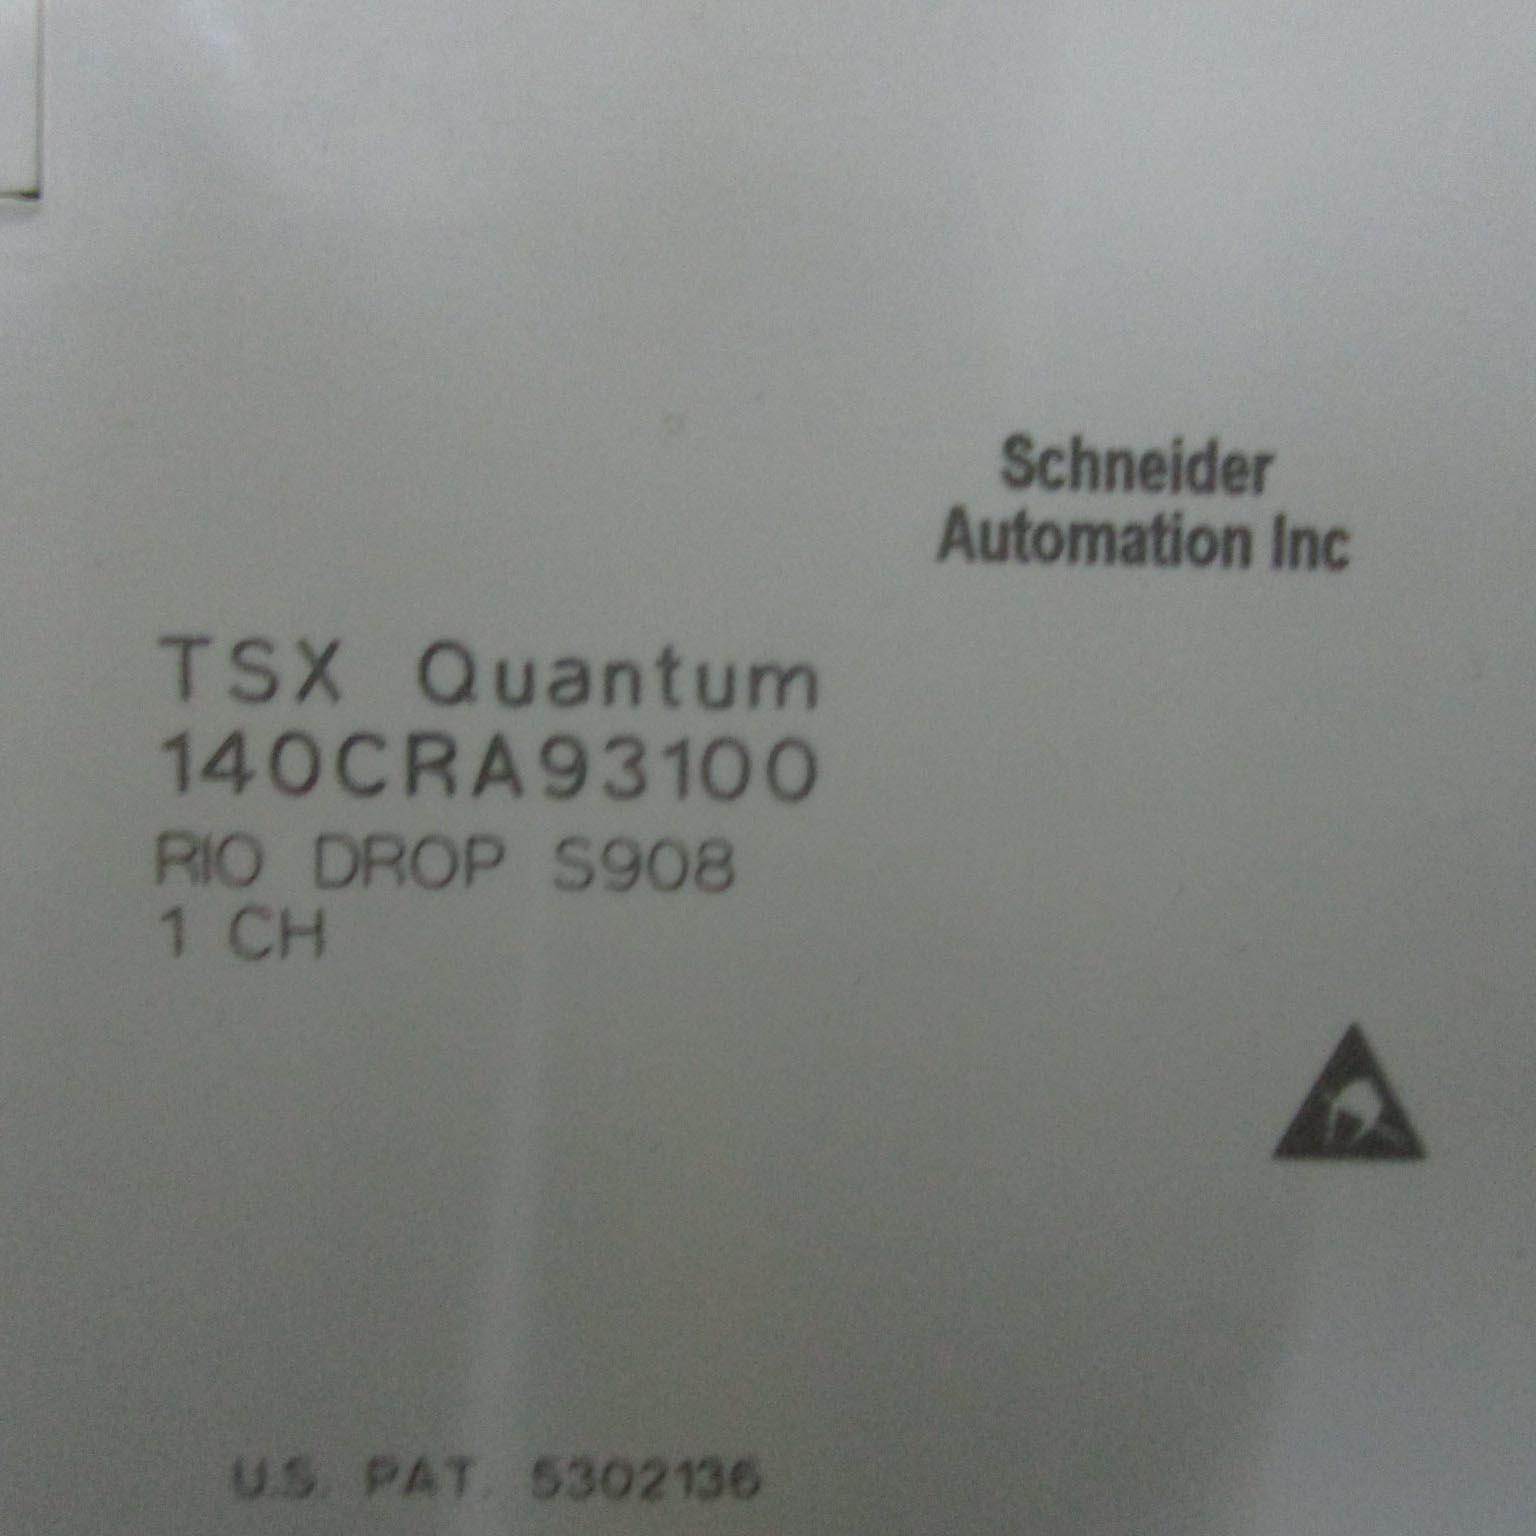 Schneider
Automation Inc
TSX Quantum
140CRA93100
RIO DROP S908
1 CH
U.S. PAT. 5302136